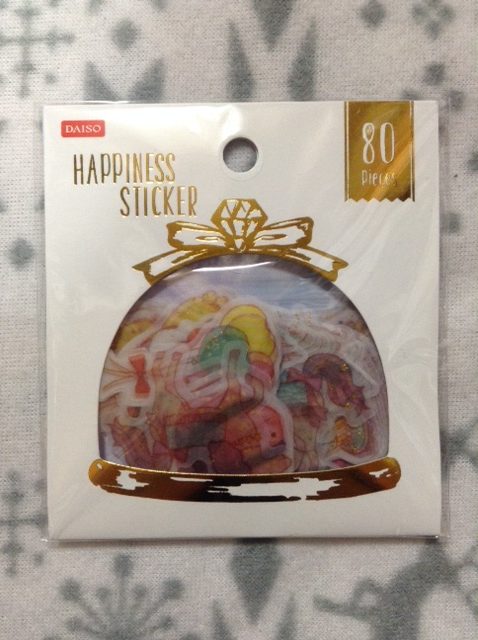 DAISO
HAPPINESS
STICKER
80
Pieces